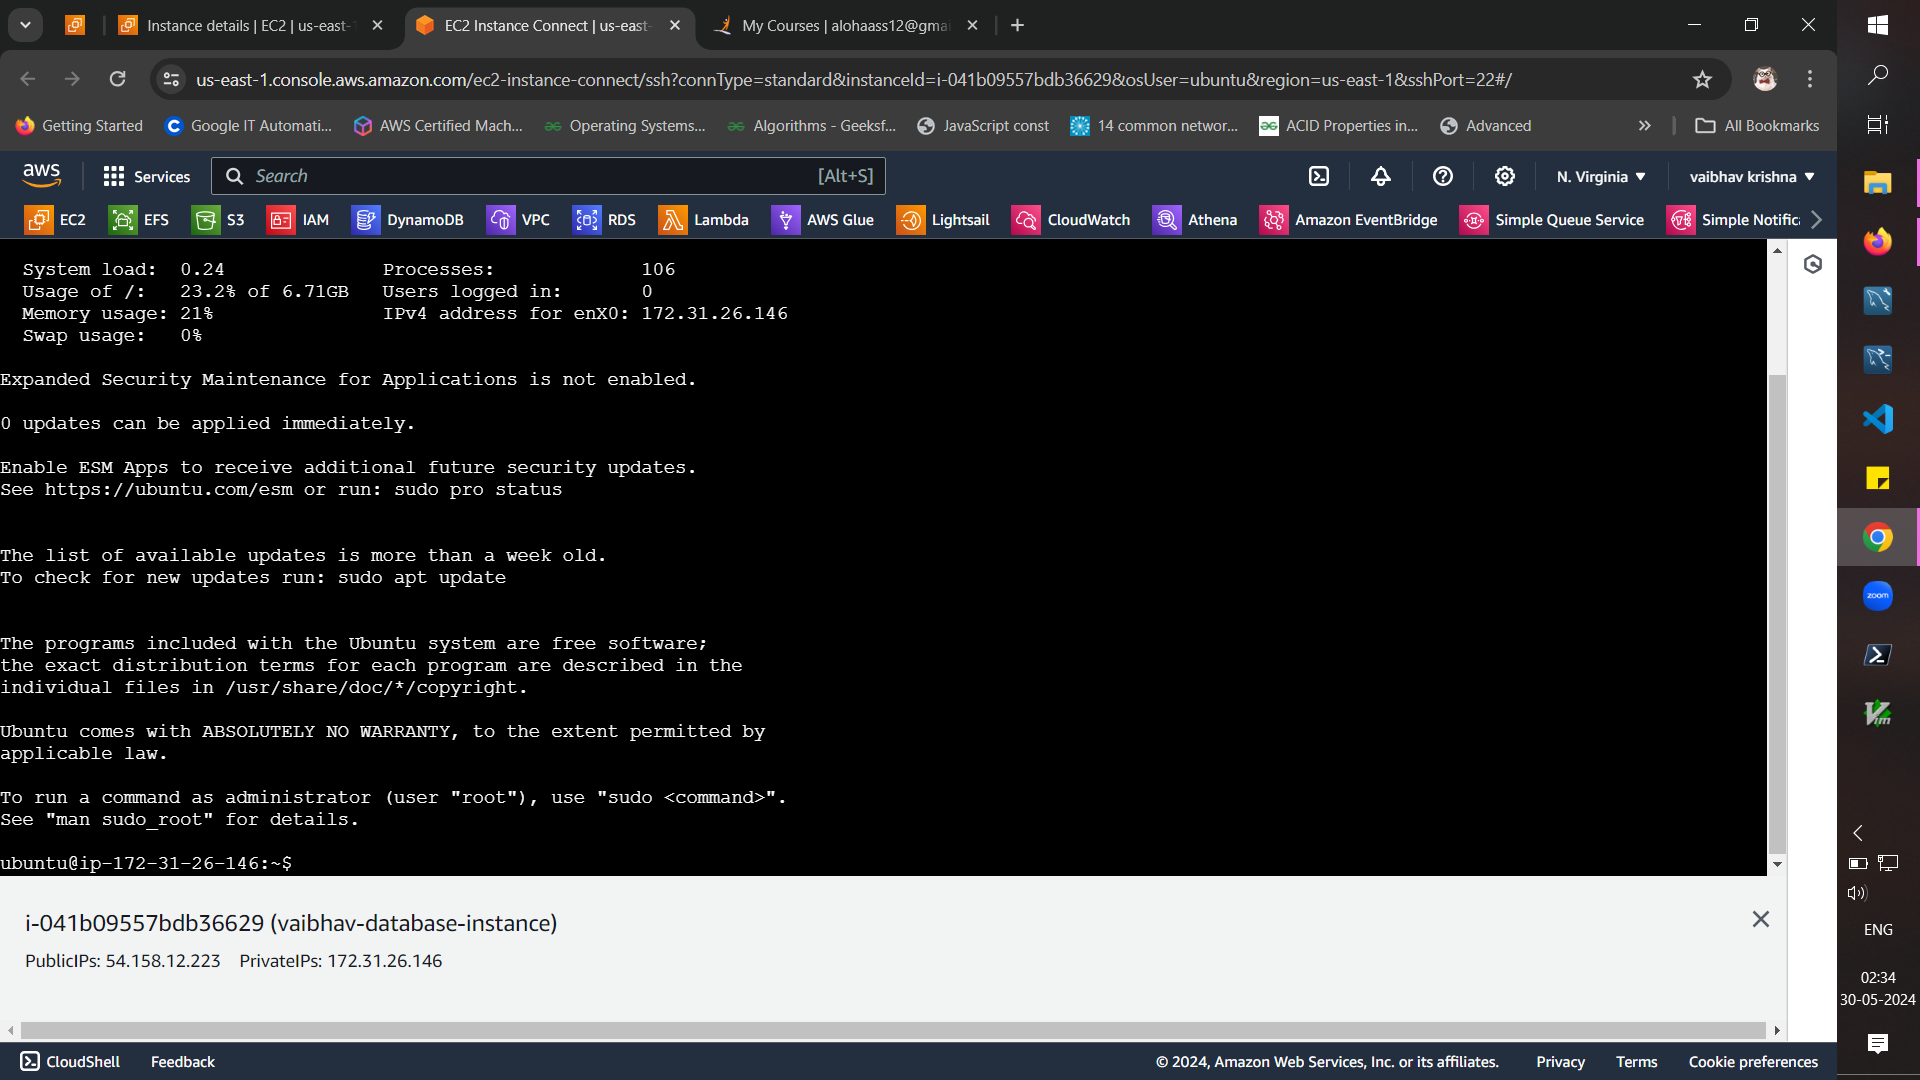 Instance details | EC2 | us-east-1
EC2 Instance Connect | us-east-
My Courses | alohaass12@gma
us-east-1.console.aws.amazon.com/ec2-instance-connect/ssh?connType=standard&instanceId=i-041b09557bdb36629&osUser=ubuntu&region=us-east-1&sshPort=22#/
Getting Started
Google IT Automati...
AWS Certified Mach...
Operating Systems...
Algorithms - Geeksf...
JavaScript const
14 common networ...
ACID Properties in...
Advanced
All Bookmarks
aws
Services
Search
[Alt+S]
N. Virginia
vaibhav krishna
EC2
EFS
S3
IAM
DynamoDB
VPC
RDS
Lambda
AWS Glue
Lightsail
CloudWatch
Athena
Amazon EventBridge
Simple Queue Service
Simple Notific
System load: 0.24 Processes: 106
Usage of /: 23.2% of 6.71GB Users logged in: 0
Memory usage: 21% IPv4 address for enX0: 172.31.26.146
Swap usage: 0%
Expanded Security Maintenance for Applications is not enabled.
0 updates can be applied immediately.
Enable ESM Apps to receive additional future security updates.
See https://ubuntu.com/esm or run: sudo pro status
The list of available updates is more than a week old.
To check for new updates run: sudo apt update
The programs included with the Ubuntu system are free software;
the exact distribution terms for each program are described in the
individual files in /usr/share/doc/*/copyright.
Ubuntu comes with ABSOLUTELY NO WARRANTY, to the extent permitted by
applicable law.
To run a command as administrator (user "root"), use "sudo <command>".
See "man sudo_root" for details.
ubuntu@ip-172-31-26-146:~$
i-041b09557bdb36629 (vaibhav-database-instance)
PublicIPs: 54.158.12.223 PrivateIPs: 172.31.26.146
CloudShell
Feedback
© 2024, Amazon Web Services, Inc. or its affiliates.
Privacy
Terms
Cookie preferences
zoom
Vim
ENG
02:34
30-05-2024